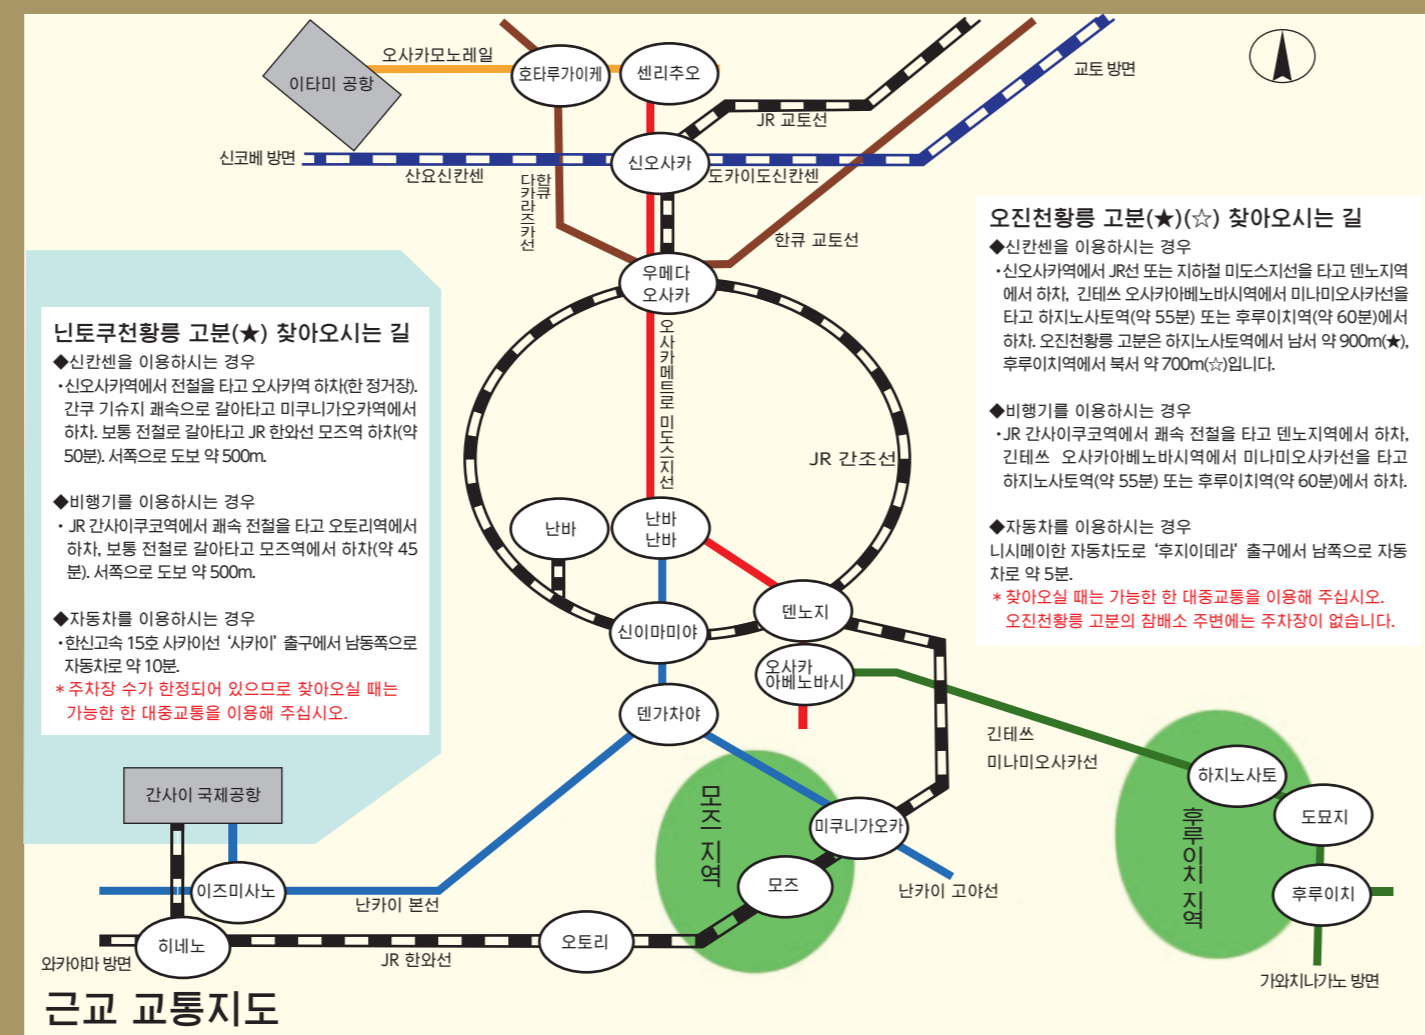 오사카모노레일
이타미 공항
호타루가이케
센리추오
교토 방면
JR 교토선
신코베 방면
산요신칸센
신오사카
도카이도신칸센
한큐
다카라즈카선
한큐 교토선
우메다
오사카
오사카메트로 미도스지선
JR 간조선
난바
난바
난바
신이마미야
덴노지
오사카
아베노바시
덴가차야
긴테쓰
미나미오사카선
하지노사토
도묘지
후루이치
후루이치 지역
가와치나가노 방면
모즈 지역
미쿠니가오카
모즈
난카이 고야선
간사이 국제공항
이즈미사노
난카이 본선
히네노
오토리
JR 한와선
와카야마 방면
닌토쿠천황릉 고분(★) 찾아오시는 길
◆신칸센을 이용하시는 경우
・신오사카역에서 전철을 타고 오사카역 하차(한 정거장).
간쿠 기슈지 쾌속으로 갈아타고 미쿠니가오카역에서
하차. 보통 전철로 갈아타고 JR 한와선 모즈역 하차(약
50분). 서쪽으로 도보 약 500m.
◆비행기를 이용하시는 경우
・JR 간사이쿠코역에서 쾌속 전철을 타고 오토리역에서
하차, 보통 전철로 갈아타고 모즈역에서 하차(약 45
분). 서쪽으로 도보 약 500m.
◆자동차를 이용하시는 경우
・한신고속 15호 사카이선 ‘사카이’ 출구에서 남동쪽으로
자동차로 약 10분.
* 주차장 수가 한정되어 있으므로 찾아오실 때는
가능한 한 대중교통을 이용해 주십시오.
오진천황릉 고분(★)(☆) 찾아오시는 길
◆신칸센을 이용하시는 경우
・신오사카역에서 JR선 또는 지하철 미도스지선을 타고 덴노지역
에서 하차, 긴테쓰 오사카아베노바시역에서 미나미오사카선을
타고 하지노사토역(약 55분) 또는 후루이치역(약 60분)에서
하차. 오진천황릉 고분은 하지노사토역에서 남서 약 900m(★),
후루이치역에서 북서 약 700m(☆)입니다.
◆비행기를 이용하시는 경우
・JR 간사이쿠코역에서 쾌속 전철을 타고 덴노지역에서 하차,
긴테쓰 오사카아베노바시역에서 미나미오사카선을 타고
하지노사토역(약 55분) 또는 후루이치역(약 60분)에서 하차.
◆자동차를 이용하시는 경우
니시메이한 자동차도로 ‘후지이데라’ 출구에서 남쪽으로 자동
차로 약 5분.
* 찾아오실 때는 가능한 한 대중교통을 이용해 주십시오.
오진천황릉 고분의 참배소 주변에는 주차장이 없습니다.
근교 교통지도